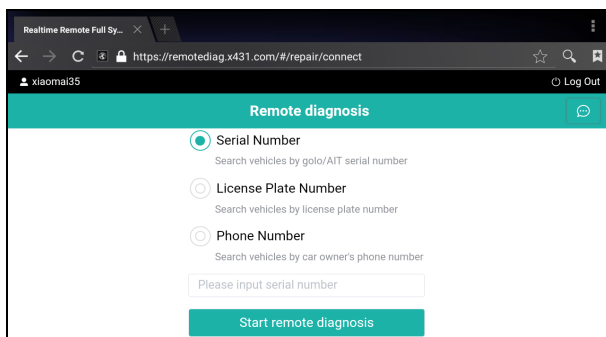 Realtime Remote Full Sy...
https://remotediag.x431.com/#/repair/connect
xiaomai35
Log Out
Remote diagnosis
Serial Number
Search vehicles by golo/AIT serial number
License Plate Number
Search vehicles by license plate number
Phone Number
Search vehicles by car owner's phone number
Please input serial number
Start remote diagnosis